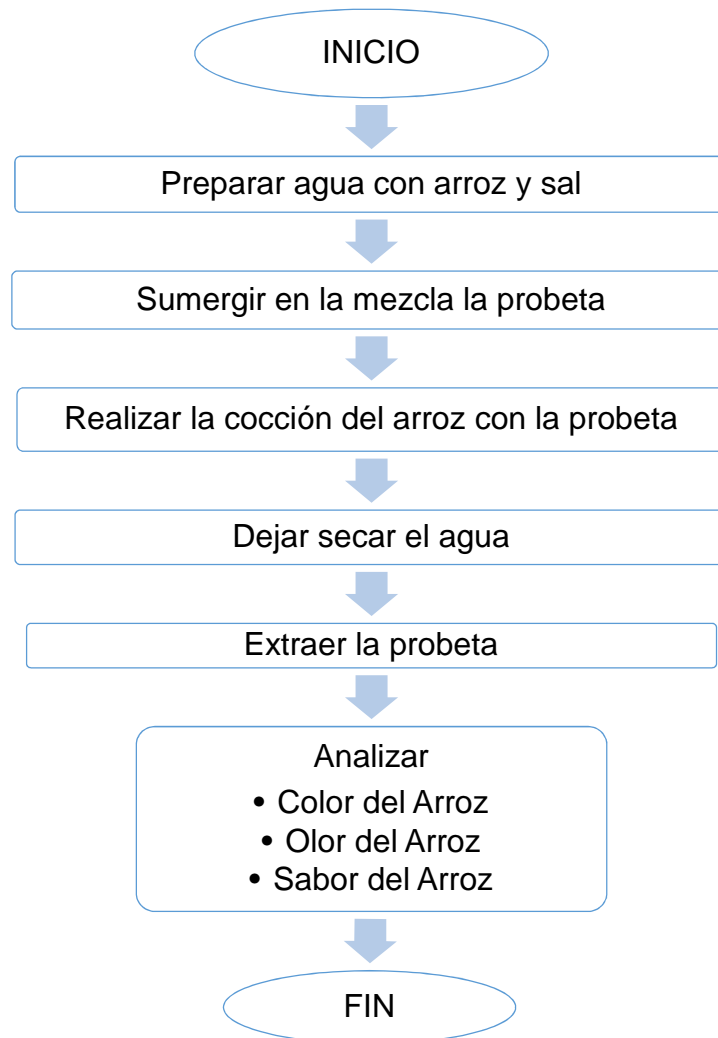 INICIO
Preparar agua con arroz y sal
Sumergir en la mezcla la probeta
Realizar la cocción del arroz con la probeta
Dejar secar el agua
Extraer la probeta
Analizar
• Color del Arroz
• Olor del Arroz
• Sabor del Arroz
FIN